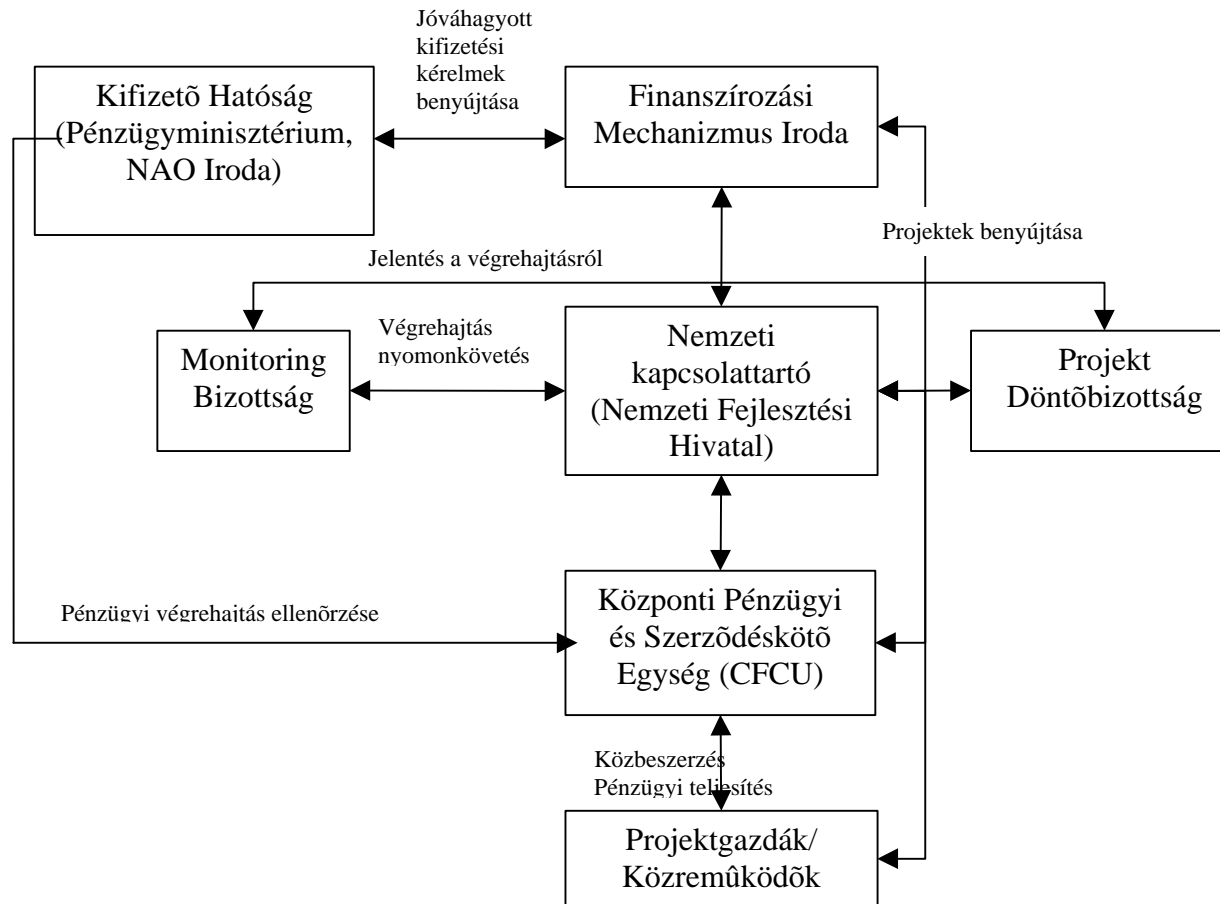 Jóváhagyott
kifizetési
kérelmek
benyújtása
Kifizetõ Hatóság
(Pénzügyminisztérium,
NAO Iroda)
Finanszírozási
Mechanizmus Iroda
Projektek benyújtása
Jelentés a végrehajtásról
Monitoring
Bizottság
Végrehajtás
nyomonkövetés
Nemzeti
kapcsolattartó
(Nemzeti Fejlesztési
Hivatal)
Projekt
Döntõbizottság
Pénzügyi végrehajtás ellenõrzése
Központi Pénzügyi
és Szerzõdéskötõ
Egység (CFCU)
Közbeszerzés
Pénzügyi teljesítés
Projektgazdák/
Közremûködõk